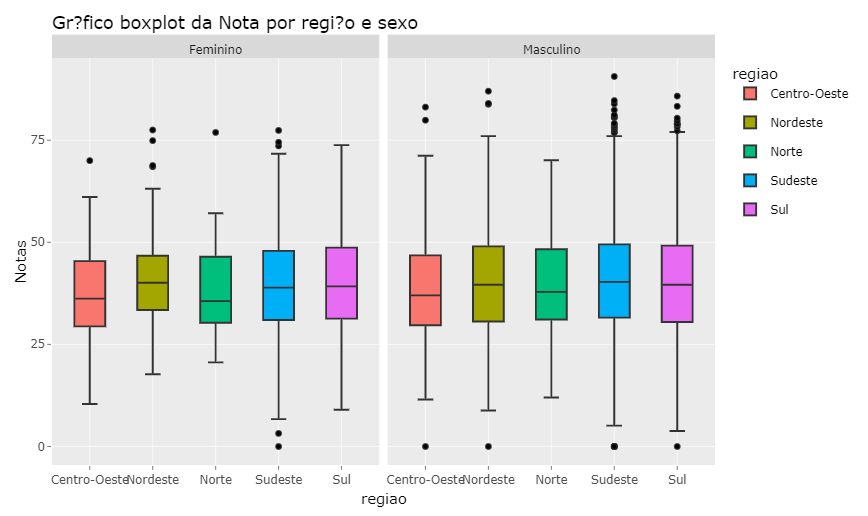 Gr?fico boxplot da Nota por regi?o e sexo
Feminino
Masculino
Notas
75
50
25
0
Centro-Oeste
Nordeste
Norte
Sudeste
Sul
Centro-Oeste
Nordeste
Norte
Sudeste
Sul
regiao
regiao
Centro-Oeste
Nordeste
Norte
Sudeste
Sul